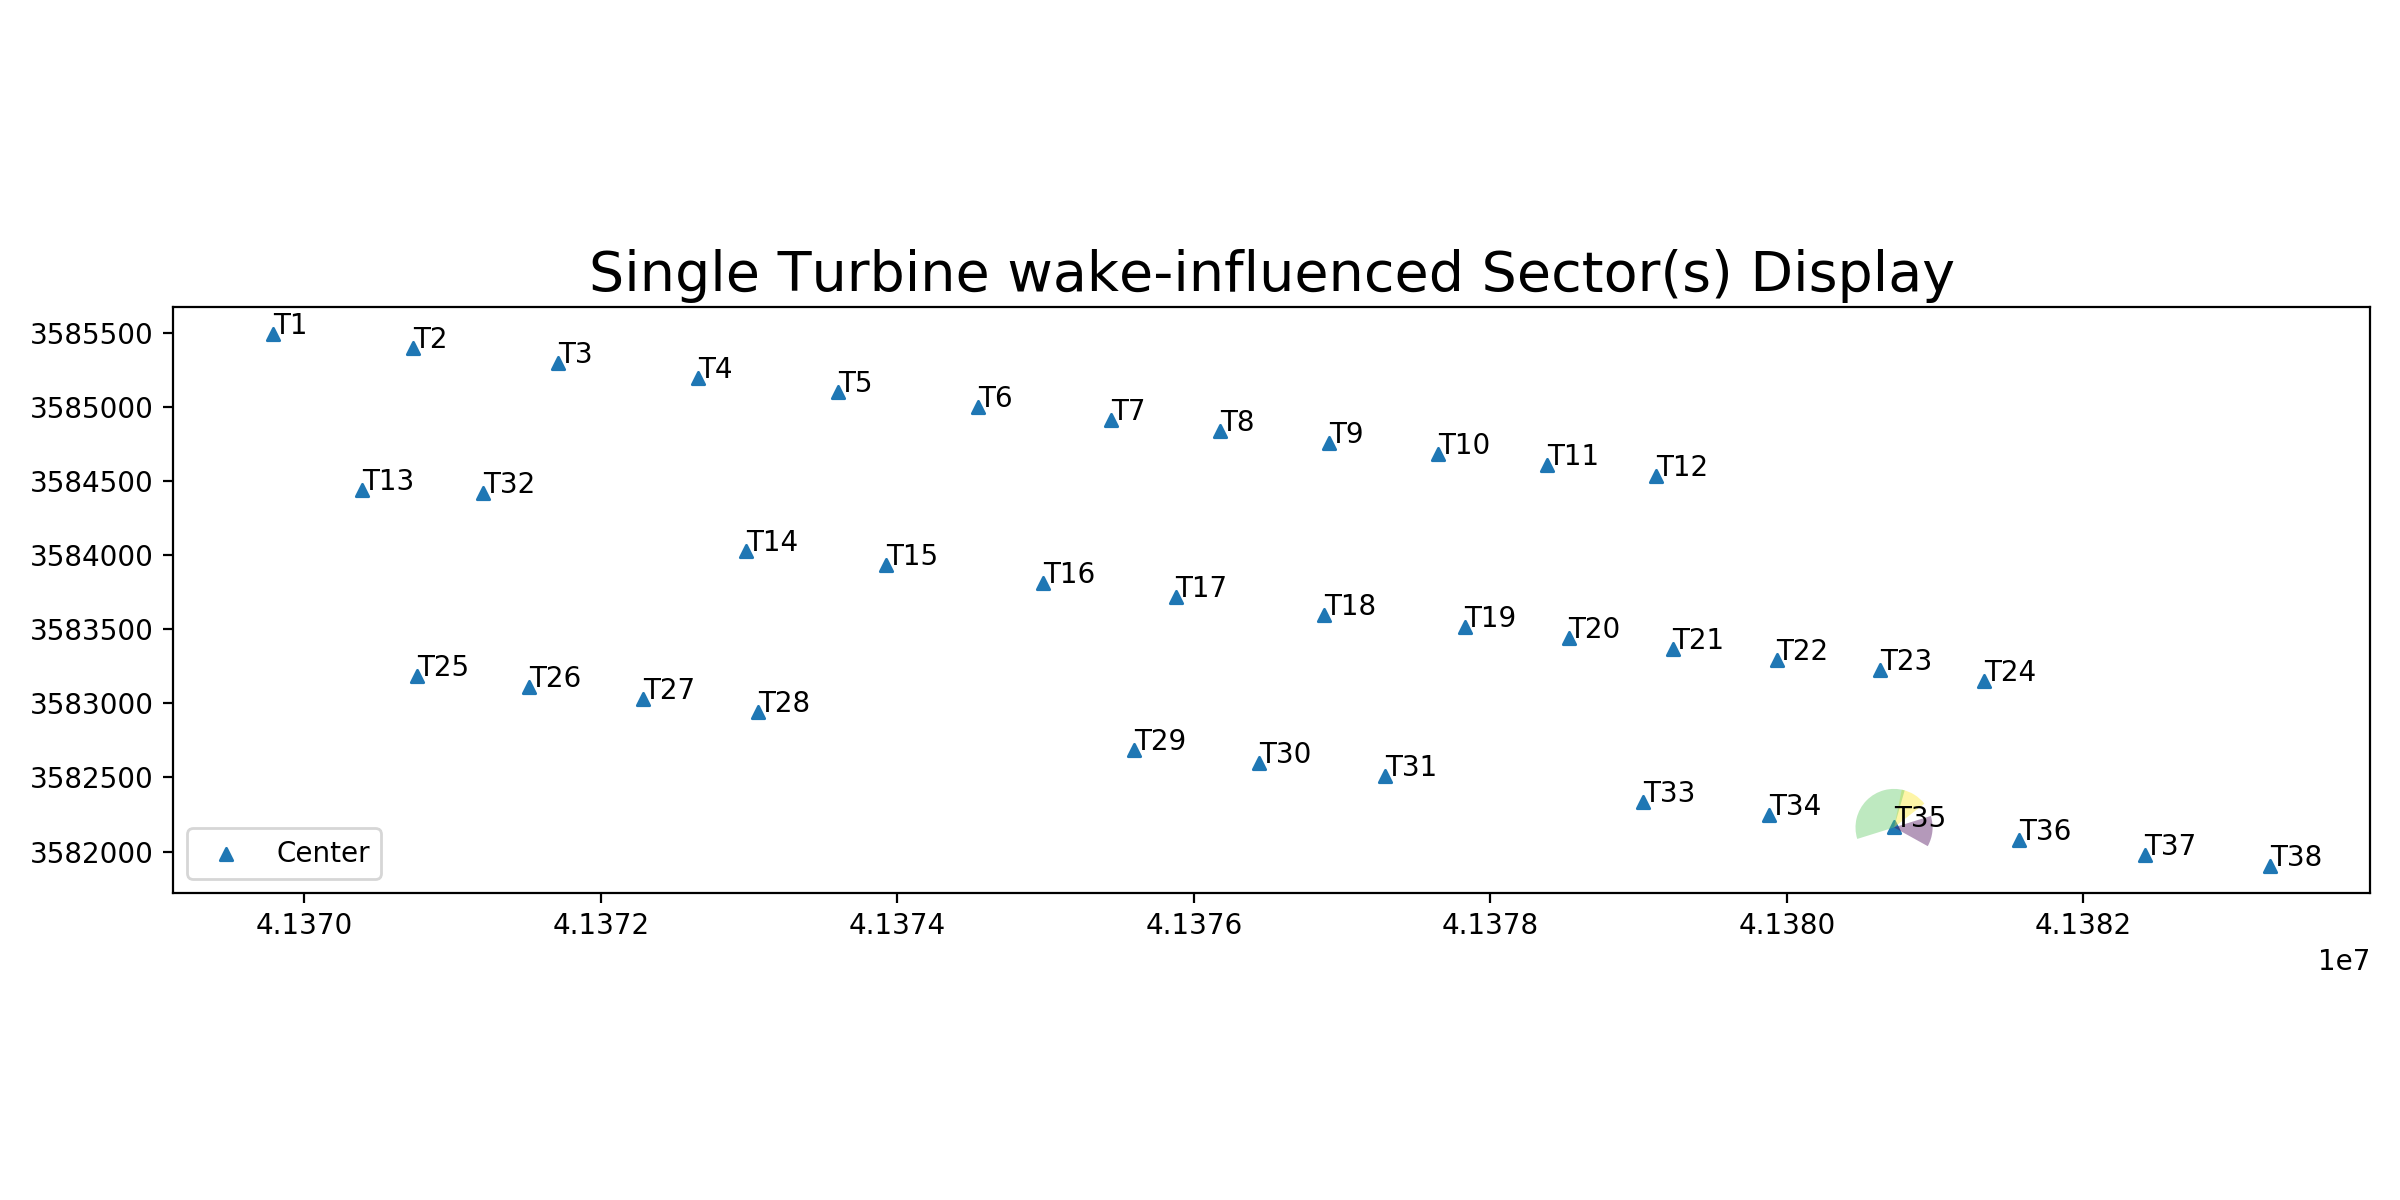 Single Turbine wake-influenced Sector(s) Display
3585500
3585000
3584500
3584000
3583500
3583000
3582500
3582000
T1
T2
T3
T4
T5
T6
T7
T8
T9
T10
T11
T12
T13
T32
T14
T15
T16
T17
T18
T19
T20
T21
T22
T23
T24
T25
T26
T27
T28
T29
T30
T31
T33
T34
T35
T36
T37
T38
Center
4.1370 4.1372 4.1374 4.1376 4.1378 4.1380 4.1382
1e7